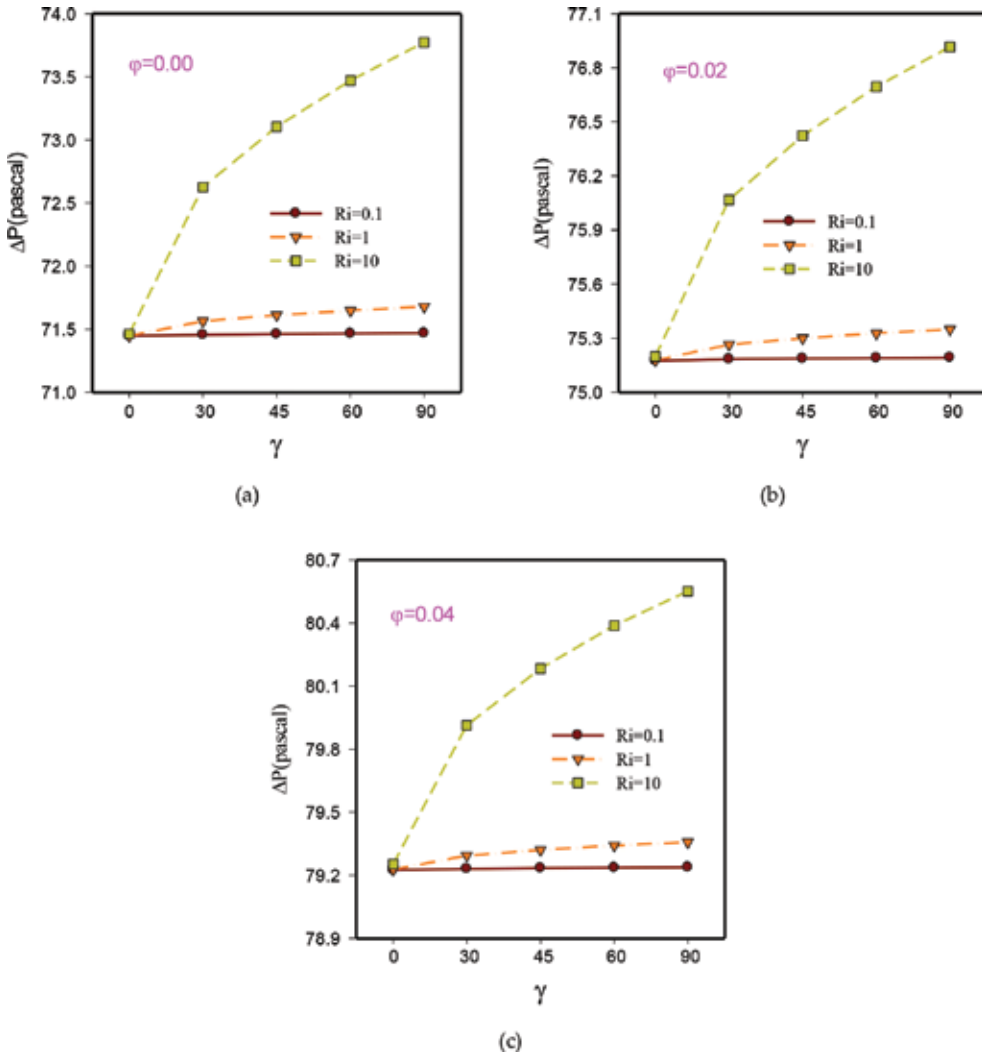 74.0
φ=0.00
73.5
73.0
72.5
72.0
71.5
71.0
ΔP(pascal)
Ri=0.1
Ri=1
Ri=10
0 30 45 60 90
γ
(a)
77.1
φ=0.02
76.8
76.5
76.2
75.9
75.6
75.3
75.0
ΔP(pascal)
Ri=0.1
Ri=1
Ri=10
0 30 45 60 90
γ
(b)
80.7
φ=0.04
80.4
80.1
79.8
79.5
79.2
78.9
ΔP(pascal)
Ri=0.1
Ri=1
Ri=10
0 30 45 60 90
γ
(c)